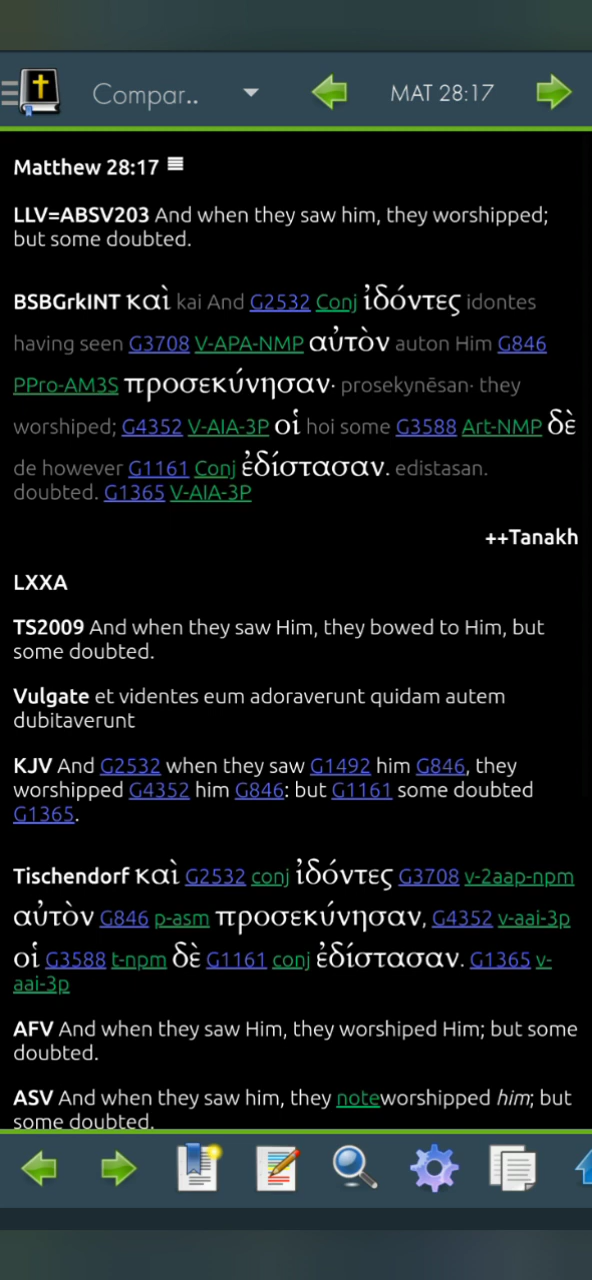 Compar..
MAT 28:17
Matthew 28:17
LLV=ABSV203 And when they saw him, they worshipped;
but some doubted.
BSBGrkINT καὶ kai And G2532 Conj ἰδόντες idontes
having seen G3708 V-APA-NMP αὐτὸν auton Him G846
PPro-AM3S προσεκύνησαν· prosekynēsan· they
worshiped; G4352 V-AIA-3P οἱ hoi some G3588 Art-NMP δὲ
de however G1161 Conj ἐδίστασαν. edistasan.
doubted. G1365 V-AIA-3P
++Tanakh
LXXA
TS2009 And when they saw Him, they bowed to Him, but
some doubted.
Vulgate et videntes eum adoraverunt quidam autem
dubitaverunt
KJV And G2532 when they saw G1492 him G846, they
worshipped G4352 him G846: but G1161 some doubted
G1365.
Tischendorf καὶ G2532 conj ἰδόντες G3708 v-2aap-npm
αὐτὸν G846 p-asm προσεκύνησαν, G4352 v-aai-3p
οἱ G3588 t-npm δὲ G1161 conj ἐδίστασαν. G1365 v-
aai-3p
AFV And when they saw Him, they worshiped Him; but some
doubted.
ASV And when they saw him, they noteworshipped him; but
some doubted.